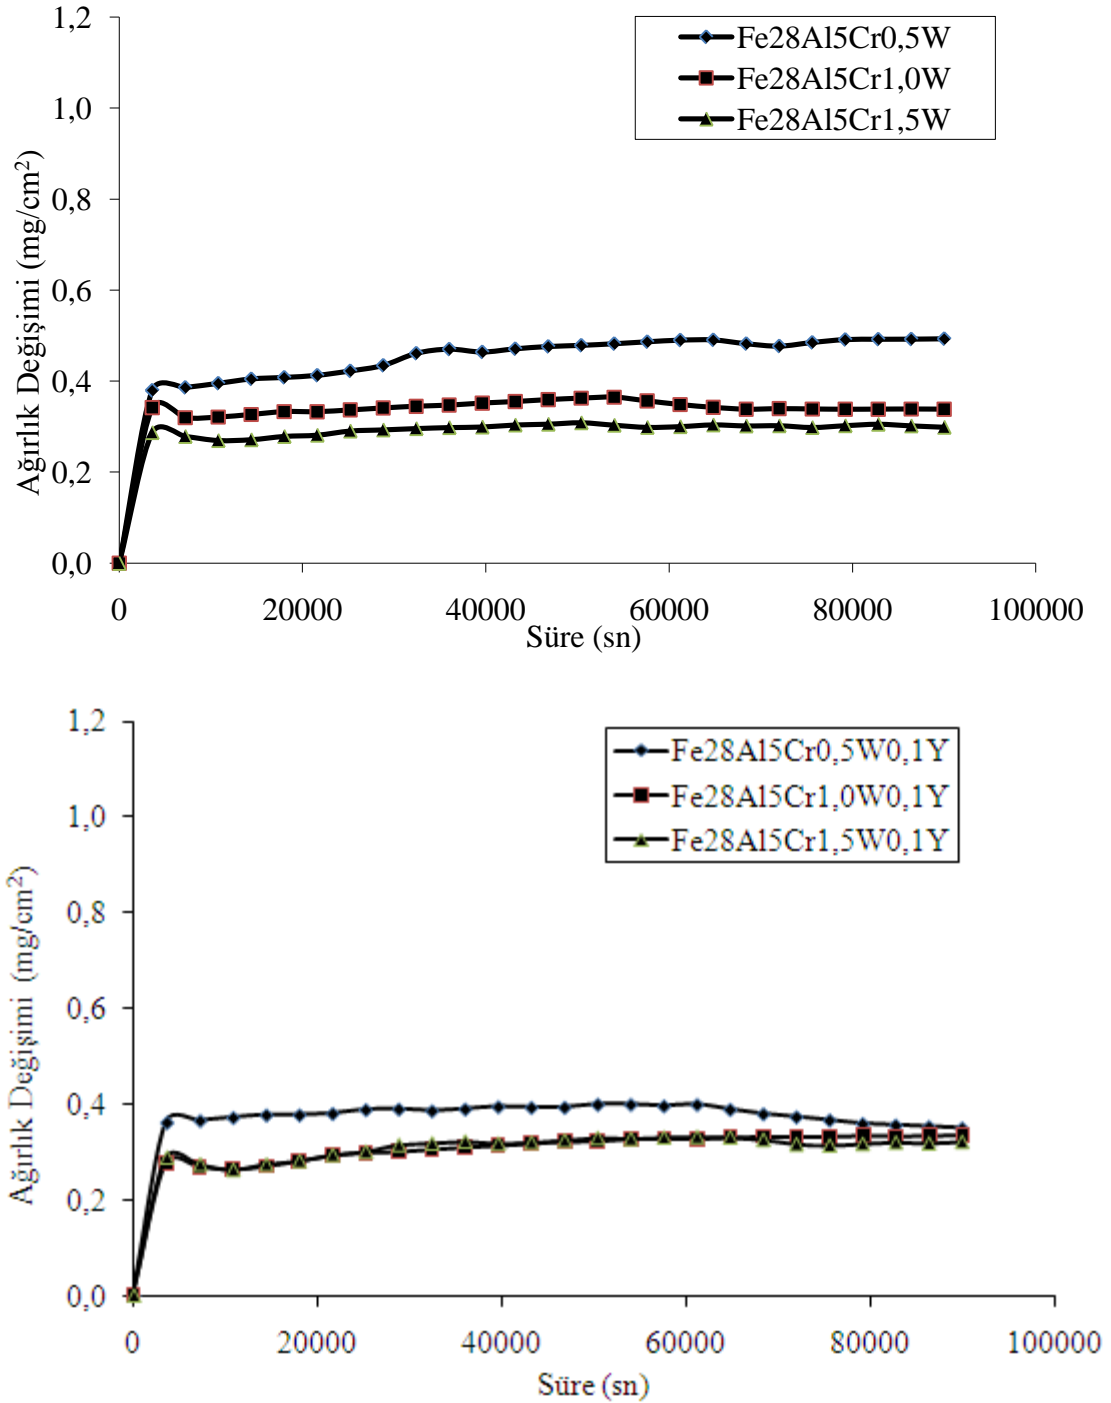 1,2
1,0
0,8
0,6
0,4
0,2
0,0
Ağırlık Değişimi (mg/cm²)
Fe28Al5Cr0,5W
Fe28Al5Cr1,0W
Fe28Al5Cr1,5W
0 20000 40000 60000 80000 100000
Süre (sn)
1,2
1,0
0,8
0,6
0,4
0,2
0,0
Ağırlık Değişimi (mg/cm²)
Fe28Al5Cr0,5W0,1Y
Fe28Al5Cr1,0W0,1Y
Fe28Al5Cr1,5W0,1Y
0 20000 40000 60000 80000 100000
Süre (sn)